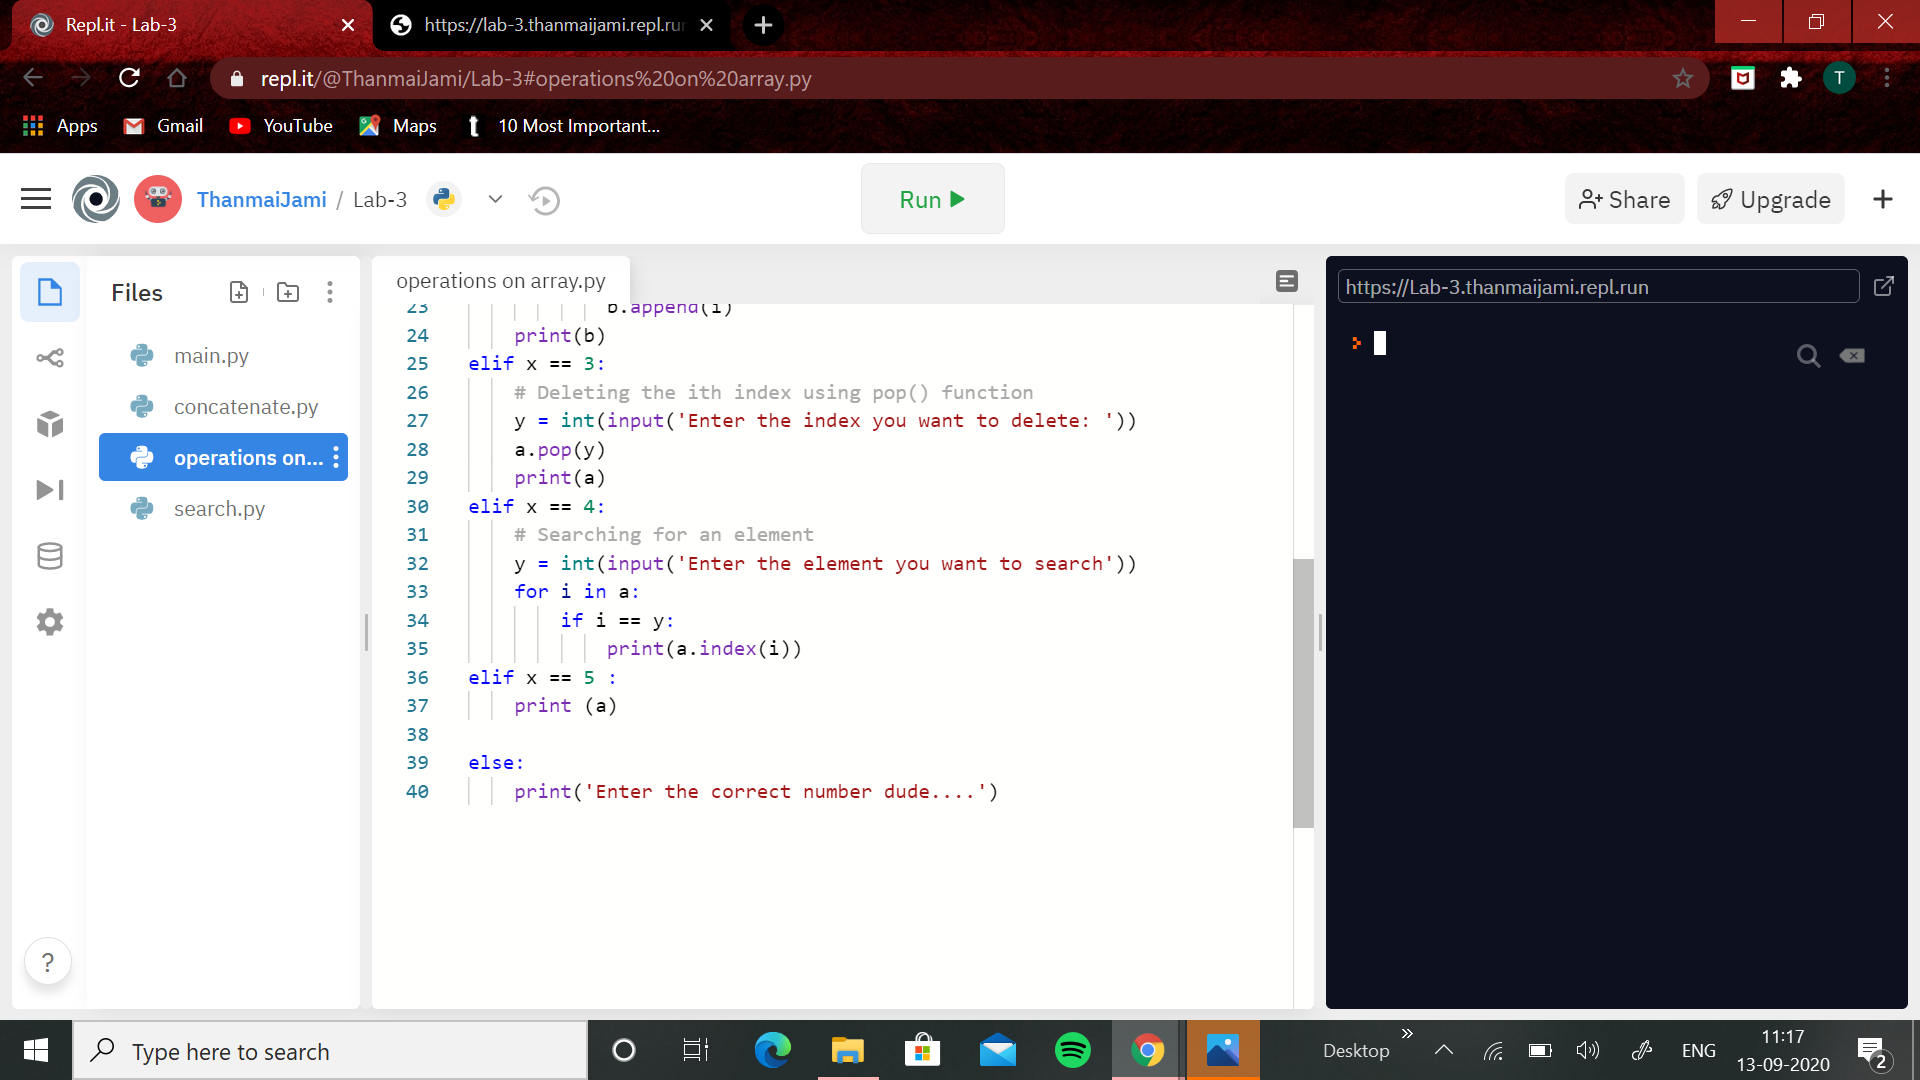 Repl.it - Lab-3
https://lab-3.thanmaijami.repl.run
repl.it/@ThanmaiJami/Lab-3#operations%20on%20array.py
T
Apps
Gmail
YouTube
Maps
10 Most Important...
ThanmaiJami / Lab-3
Run
Share
Upgrade
Files
main.py
concatenate.py
operations on...
search.py
?
operations on array.py
23 b.append(i)
24 print(b)
25 elif x == 3:
26 # Deleting the ith index using pop() function
27 y = int(input('Enter the index you want to delete: '))
28 a.pop(y)
29 print(a)
30 elif x == 4:
31 # Searching for an element
32 y = int(input('Enter the element you want to search'))
33 for i in a:
34 if i == y:
35 print(a.index(i))
36 elif x == 5 :
37 print (a)
38
39 else:
40 print('Enter the correct number dude....')
https://Lab-3.thanmaijami.repl.run
Type here to search
Desktop
ENG
11:17
13-09-2020
2